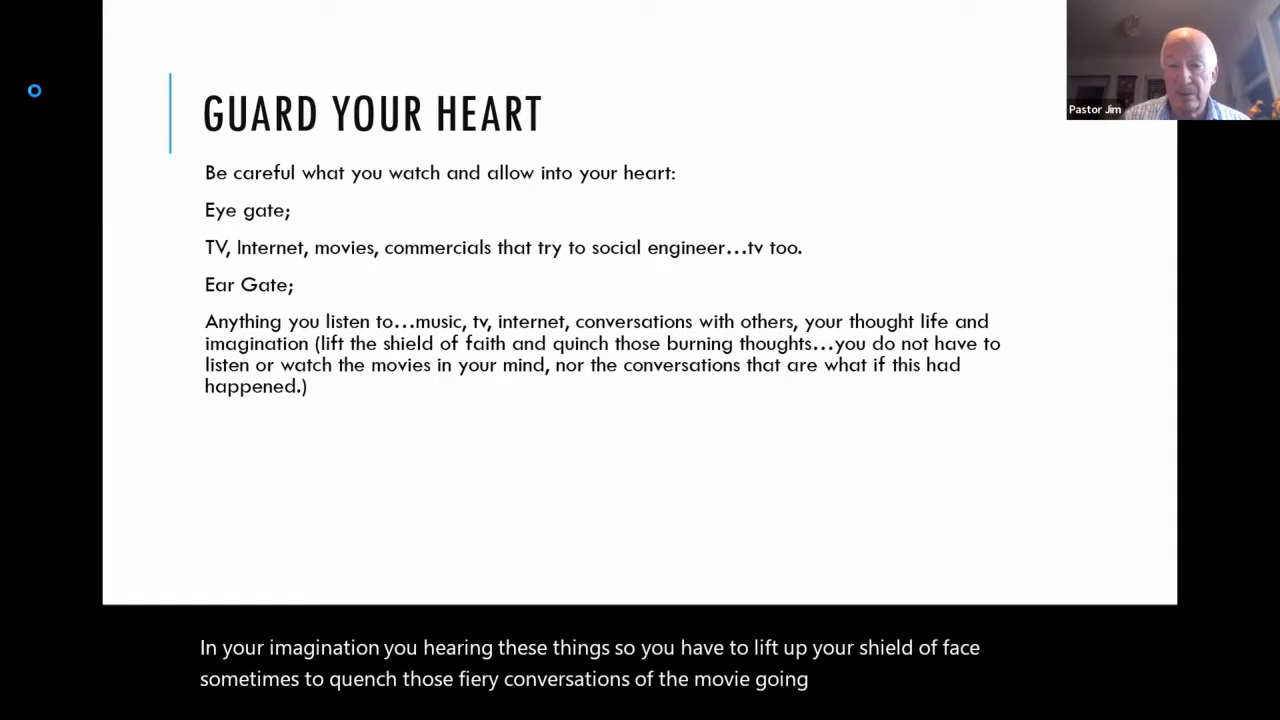 GUARD YOUR HEART
Pastor Jim
Be careful what you watch and allow into your heart:
Eye gate;
TV, Internet, movies, commercials that try to social engineer...tv too.
Ear Gate;
Anything you listen to...music, tv, internet, conversations with others, your thought life and
imagination (lift the shield of faith and quinch those burning thoughts...you do not have to
listen or watch the movies in your mind, nor the conversations that are what if this had
happened.)
In your imagination you hearing these things so you have to lift up your shield of face
sometimes to quench those fiery conversations of the movie going